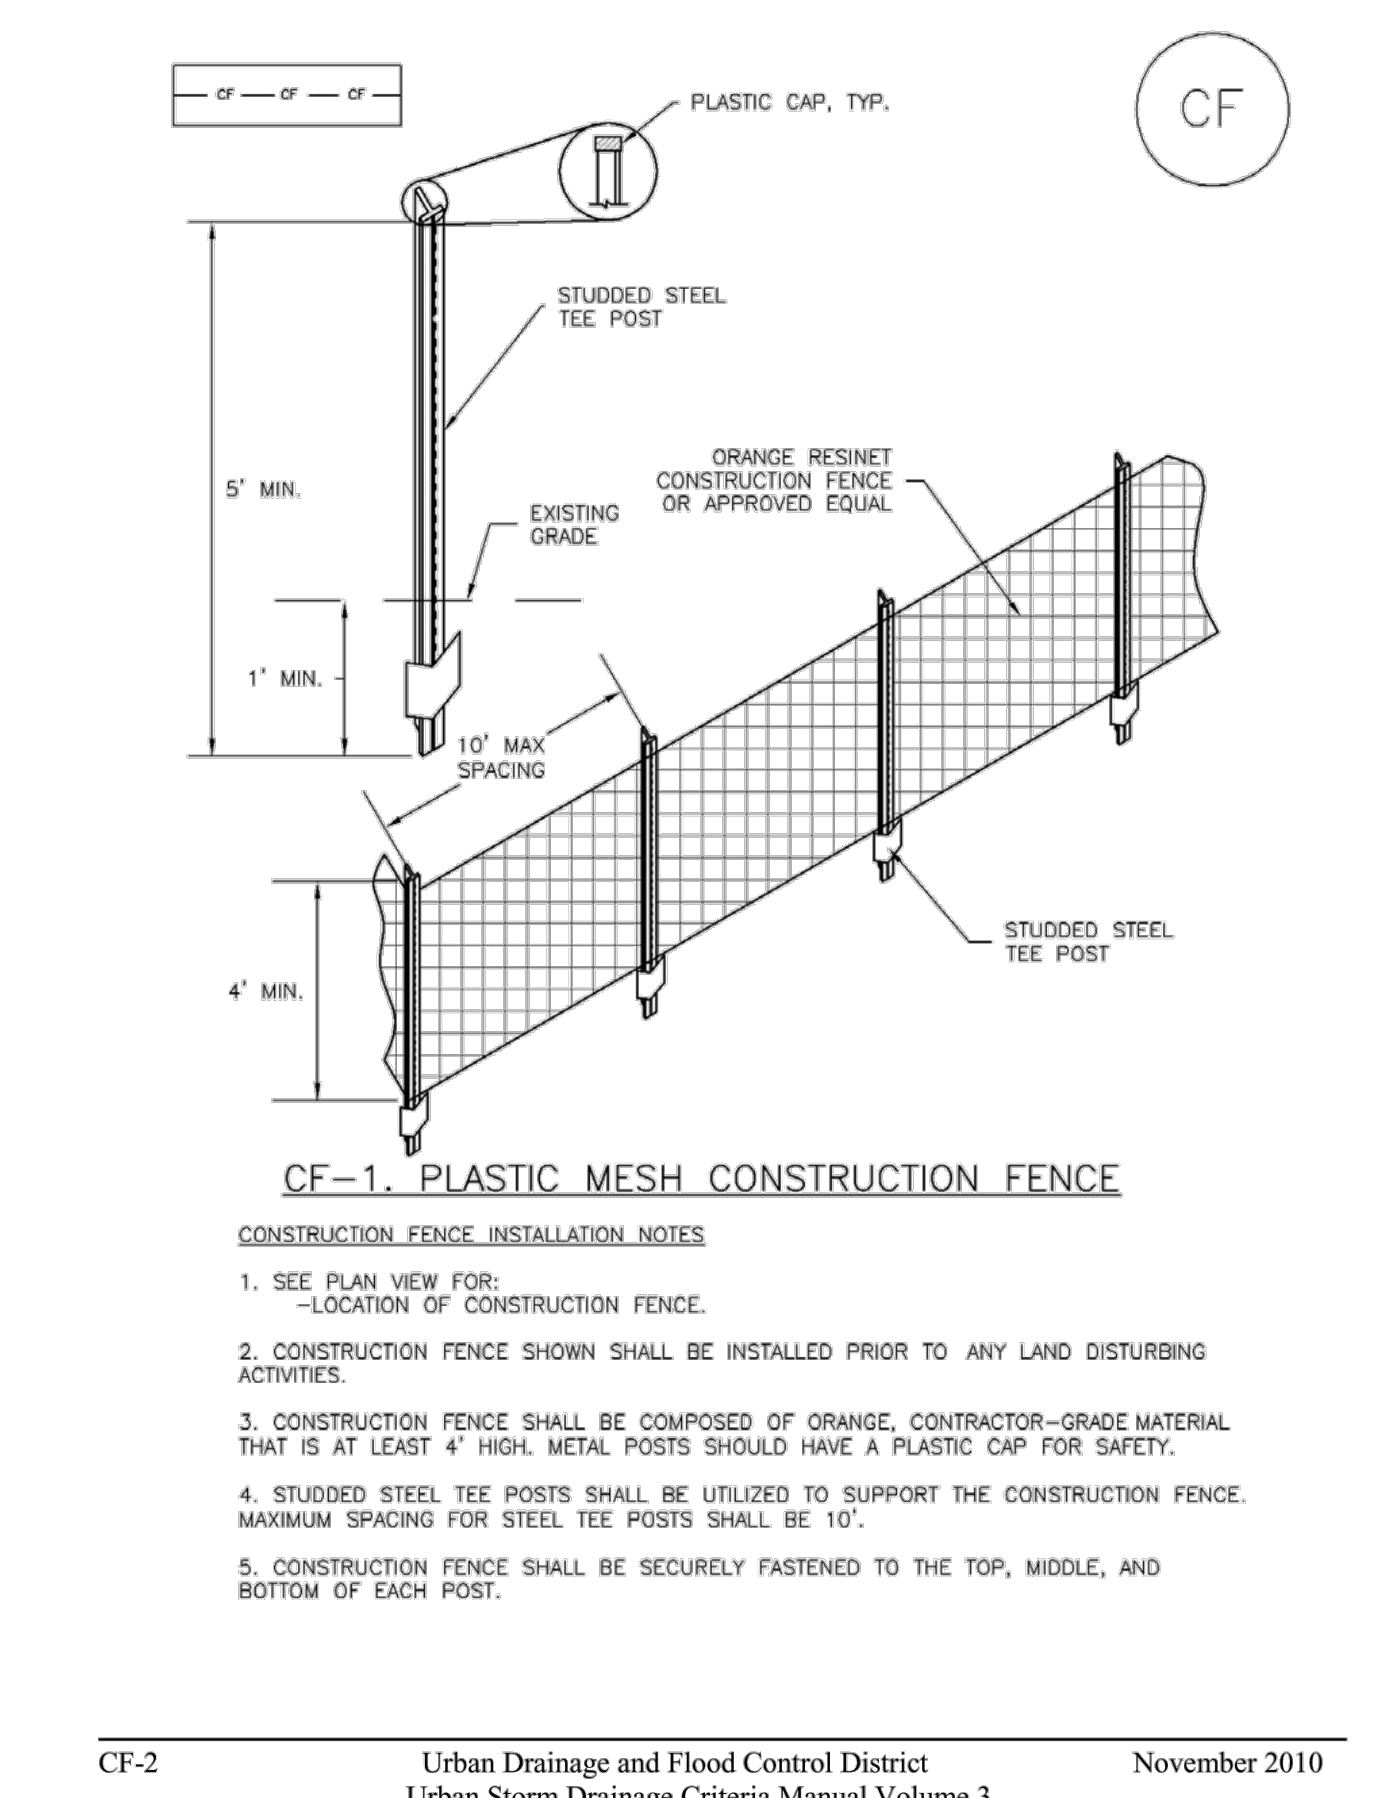 CF CF CF
CF
PLASTIC CAP, TYP.
STUDDED STEEL
TEE POST
5' MIN.
ORANGE RESINET
CONSTRUCTION FENCE
OR APPROVED EQUAL
EXISTING
GRADE
1' MIN.
10' MAX
SPACING
STUDDED STEEL
TEE POST
4' MIN.
CF-1. PLASTIC MESH CONSTRUCTION FENCE
CONSTRUCTION FENCE INSTALLATION NOTES
1. SEE PLAN VIEW FOR:
-LOCATION OF CONSTRUCTION FENCE.
2. CONSTRUCTION FENCE SHOWN SHALL BE INSTALLED PRIOR TO ANY LAND DISTURBING
ACTIVITIES.
3. CONSTRUCTION FENCE SHALL BE COMPOSED OF ORANGE, CONTRACTOR-GRADE MATERIAL
THAT IS AT LEAST 4' HIGH. METAL POSTS SHOULD HAVE A PLASTIC CAP FOR SAFETY.
4. STUDDED STEEL TEE POSTS SHALL BE UTILIZED TO SUPPORT THE CONSTRUCTION FENCE.
MAXIMUM SPACING FOR STEEL TEE POSTS SHALL BE 10'.
5. CONSTRUCTION FENCE SHALL BE SECURELY FASTENED TO THE TOP, MIDDLE, AND
BOTTOM OF EACH POST.
CF-2 Urban Drainage and Flood Control District November 2010
Urban Storm Drainage Criteria Manual Volume 3